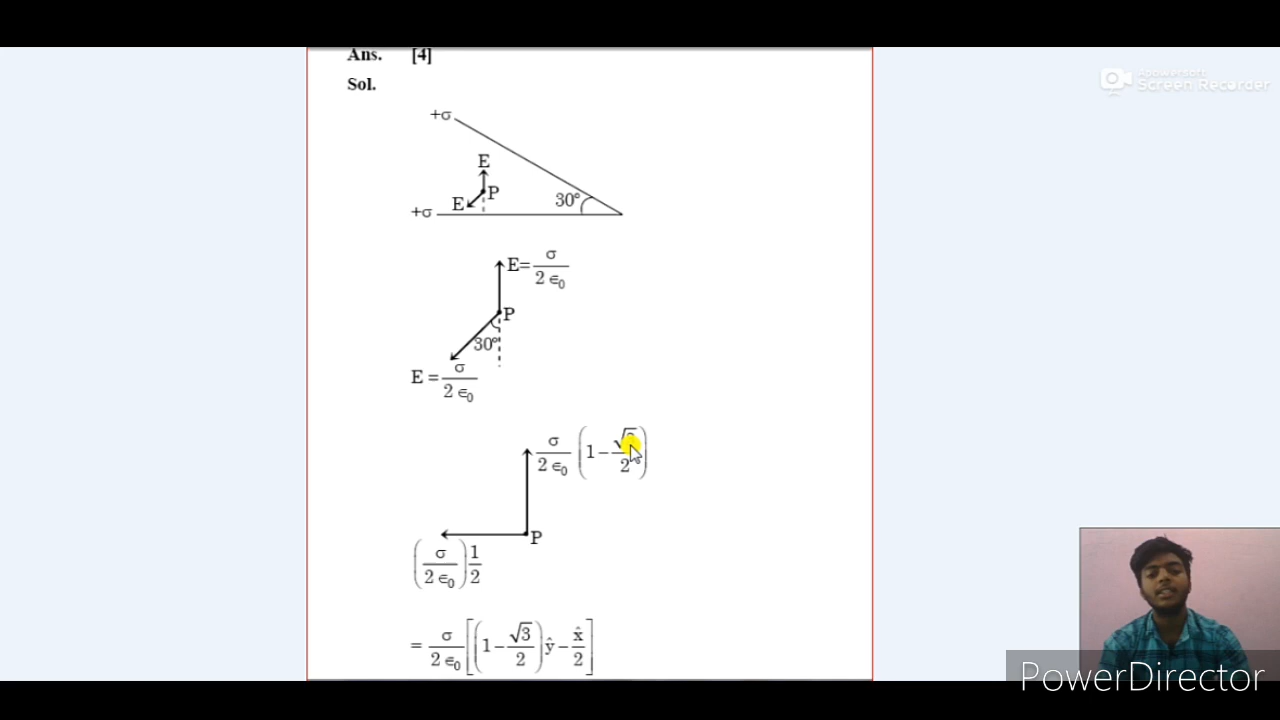 Ans. [4]
Apowersoft
Screen Recorder
Sol.
+σ
E
P
E
30°
+σ
E= σ / 2 ∈₀
P
30°
E = σ / 2 ∈₀
σ / 2 ∈₀ (1 − √ / 2)
P
(σ / 2 ∈₀) 1 / 2
= σ / 2 ∈₀ [(1 − √3 / 2) ŷ − x̂ / 2]
PowerDirector